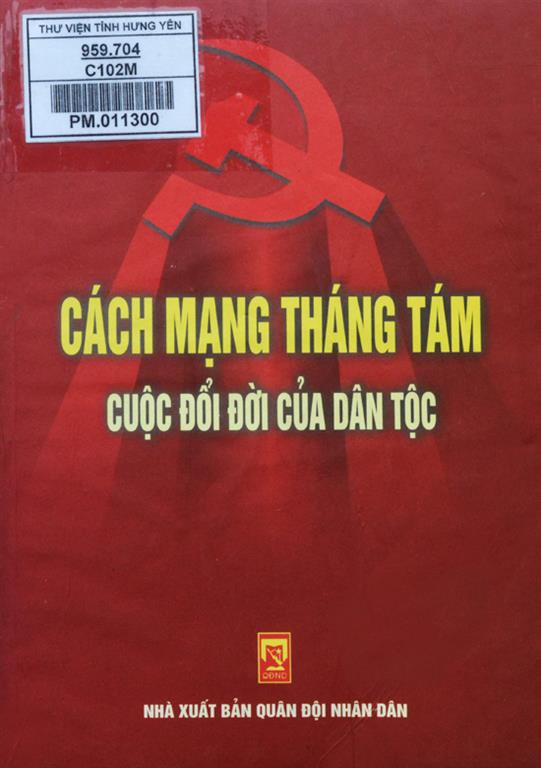 THƯ VIỆN TỈNH HƯNG YÊN
959.704
C102M
PM.011300
CÁCH MẠNG THÁNG TÁM
CUỘC ĐỔI ĐỜI CỦA DÂN TỘC
QĐND
NHÀ XUẤT BẢN QUÂN ĐỘI NHÂN DÂN